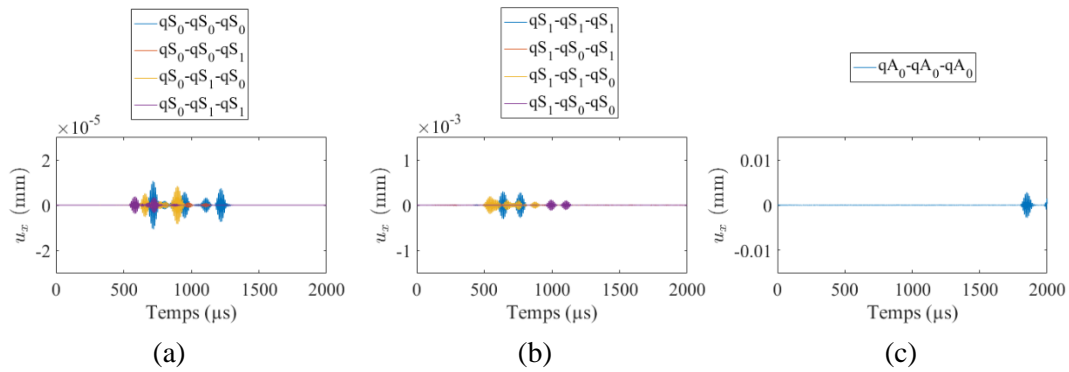 qS₀-qS₀-qS₀
qS₀-qS₀-qS₁
qS₀-qS₁-qS₀
qS₀-qS₁-qS₁
×10⁻⁵
2
0
-2
uₓ (mm)
0 500 1000 1500 2000
Temps (µs)
(a)
qS₁-qS₁-qS₁
qS₁-qS₀-qS₁
qS₁-qS₁-qS₀
qS₁-qS₀-qS₀
×10⁻³
1
0
-1
uₓ (mm)
0 500 1000 1500 2000
Temps (µs)
(b)
qA₀-qA₀-qA₀
0.01
0
-0.01
uₓ (mm)
0 500 1000 1500 2000
Temps (µs)
(c)